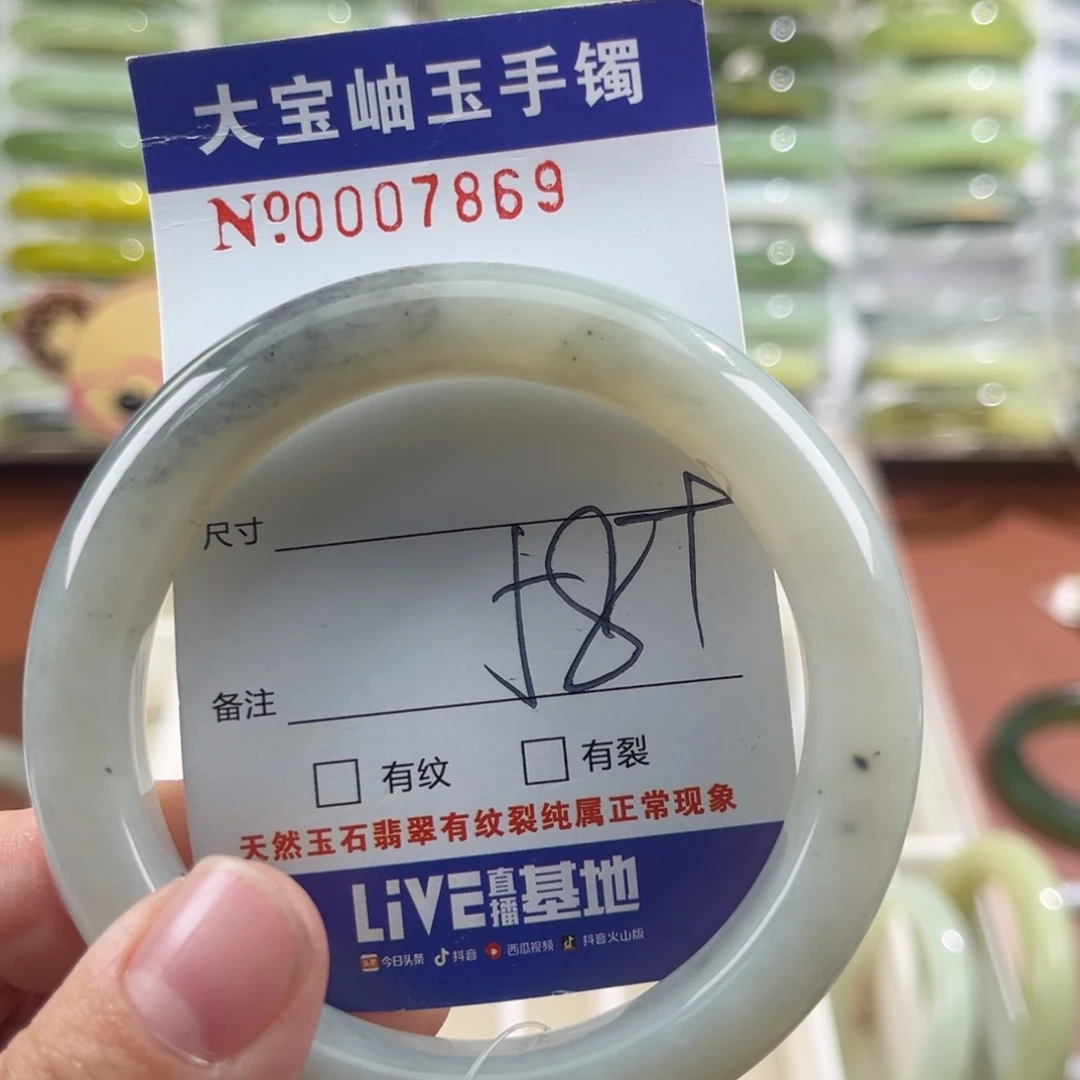 大宝岫玉手镯
Nº:0007869
尺寸
备注
有纹 有裂
天然玉石翡翠有纹裂纯属正常现象
LiVE直播基地
今日头条 抖音 西瓜视频 抖音火山版